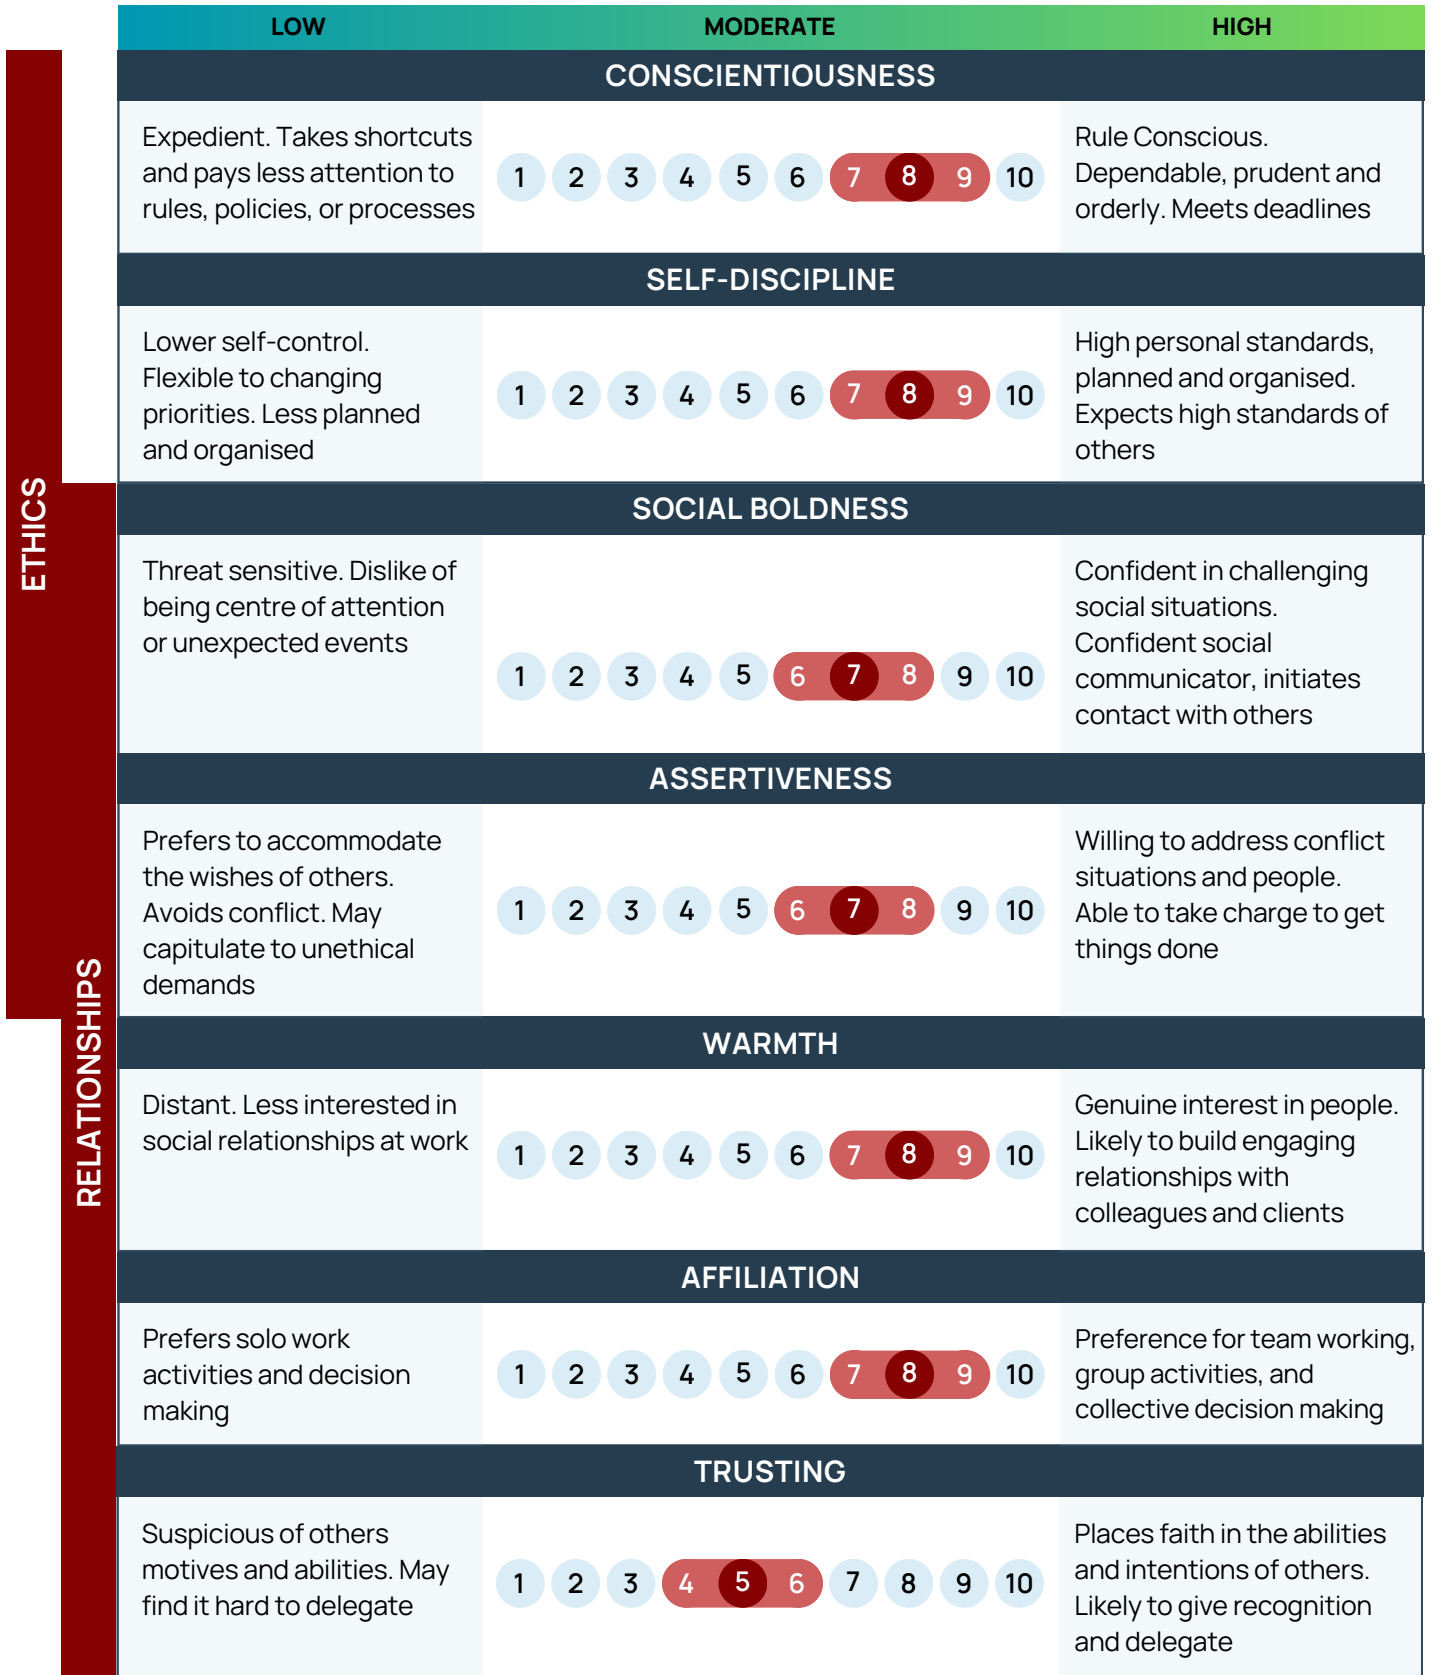 LOW MODERATE HIGH
CONSCIENTIOUSNESS
Expedient. Takes shortcuts
and pays less attention to
rules, policies, or processes
1 2 3 4 5 6 7 8 9 10
Rule Conscious.
Dependable, prudent and
orderly. Meets deadlines
SELF-DISCIPLINE
Lower self-control.
Flexible to changing
priorities. Less planned
and organised
1 2 3 4 5 6 7 8 9 10
High personal standards,
planned and organised.
Expects high standards of
others
ETHICS
SOCIAL BOLDNESS
Threat sensitive. Dislike of
being centre of attention
or unexpected events
1 2 3 4 5 6 7 8 9 10
Confident in challenging
social situations.
Confident social
communicator, initiates
contact with others
ASSERTIVENESS
Prefers to accommodate
the wishes of others.
Avoids conflict. May
capitulate to unethical
demands
1 2 3 4 5 6 7 8 9 10
Willing to address conflict
situations and people.
Able to take charge to get
things done
RELATIONSHIPS
WARMTH
Distant. Less interested in
social relationships at work
1 2 3 4 5 6 7 8 9 10
Genuine interest in people.
Likely to build engaging
relationships with
colleagues and clients
AFFILIATION
Prefers solo work
activities and decision
making
1 2 3 4 5 6 7 8 9 10
Preference for team working,
group activities, and
collective decision making
TRUSTING
Suspicious of others
motives and abilities. May
find it hard to delegate
1 2 3 4 5 6 7 8 9 10
Places faith in the abilities
and intentions of others.
Likely to give recognition
and delegate